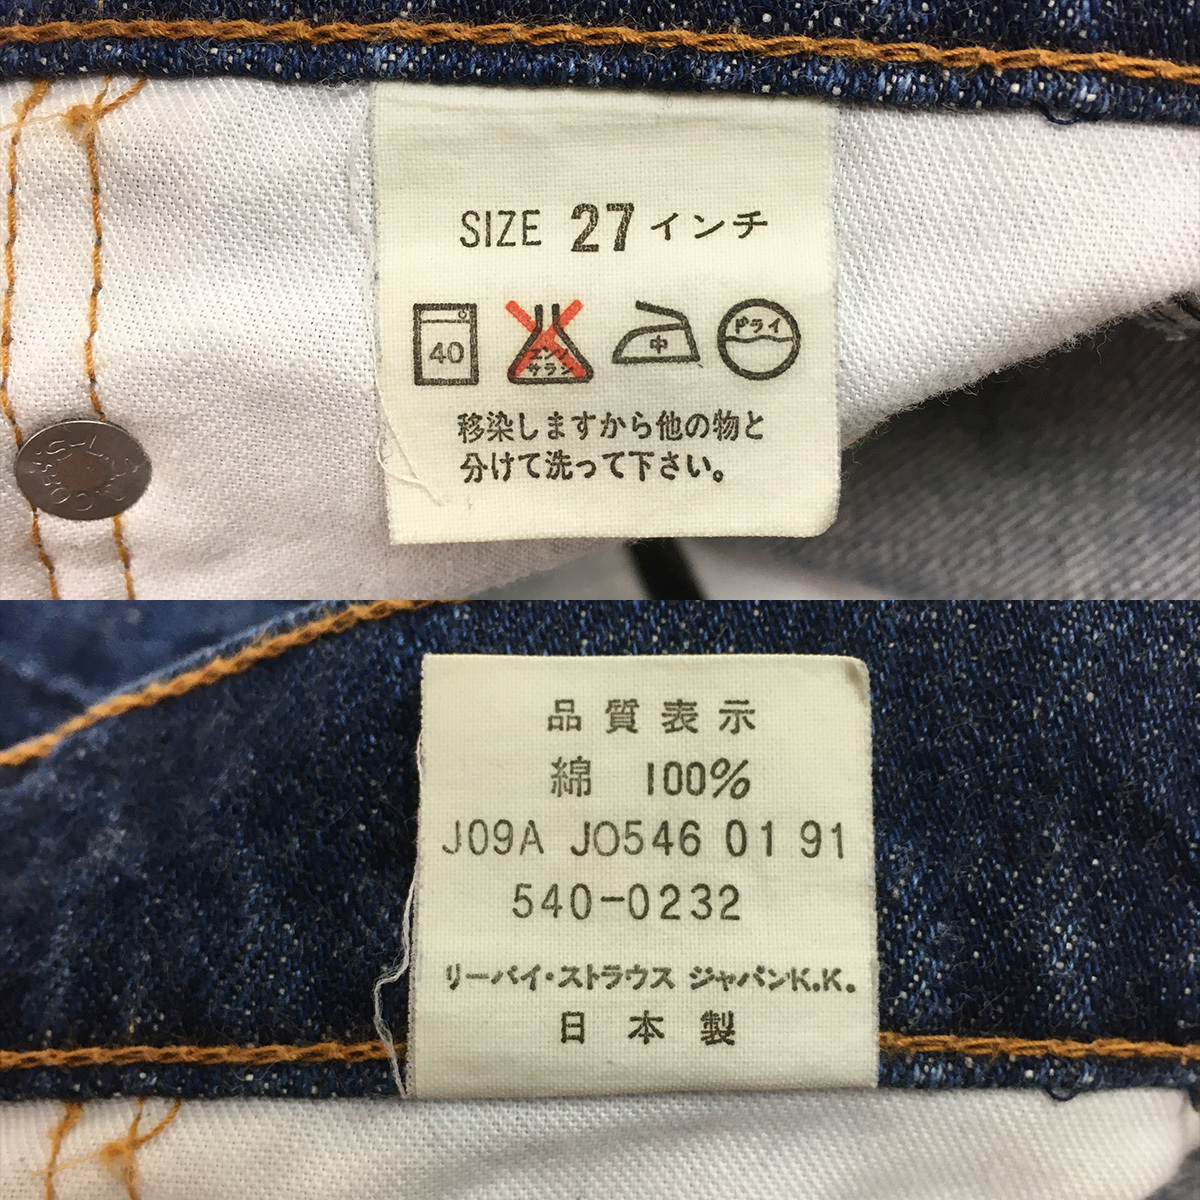 SIZE 27インチ
40
エンソ
サラシ
中
ドライ
移染しますから他の物と
分けて洗って下さい。
品質表示
綿 100%
J09A JO546 01 91
540-0232
リーバイ・ストラウス ジャパンK.K.
日本製